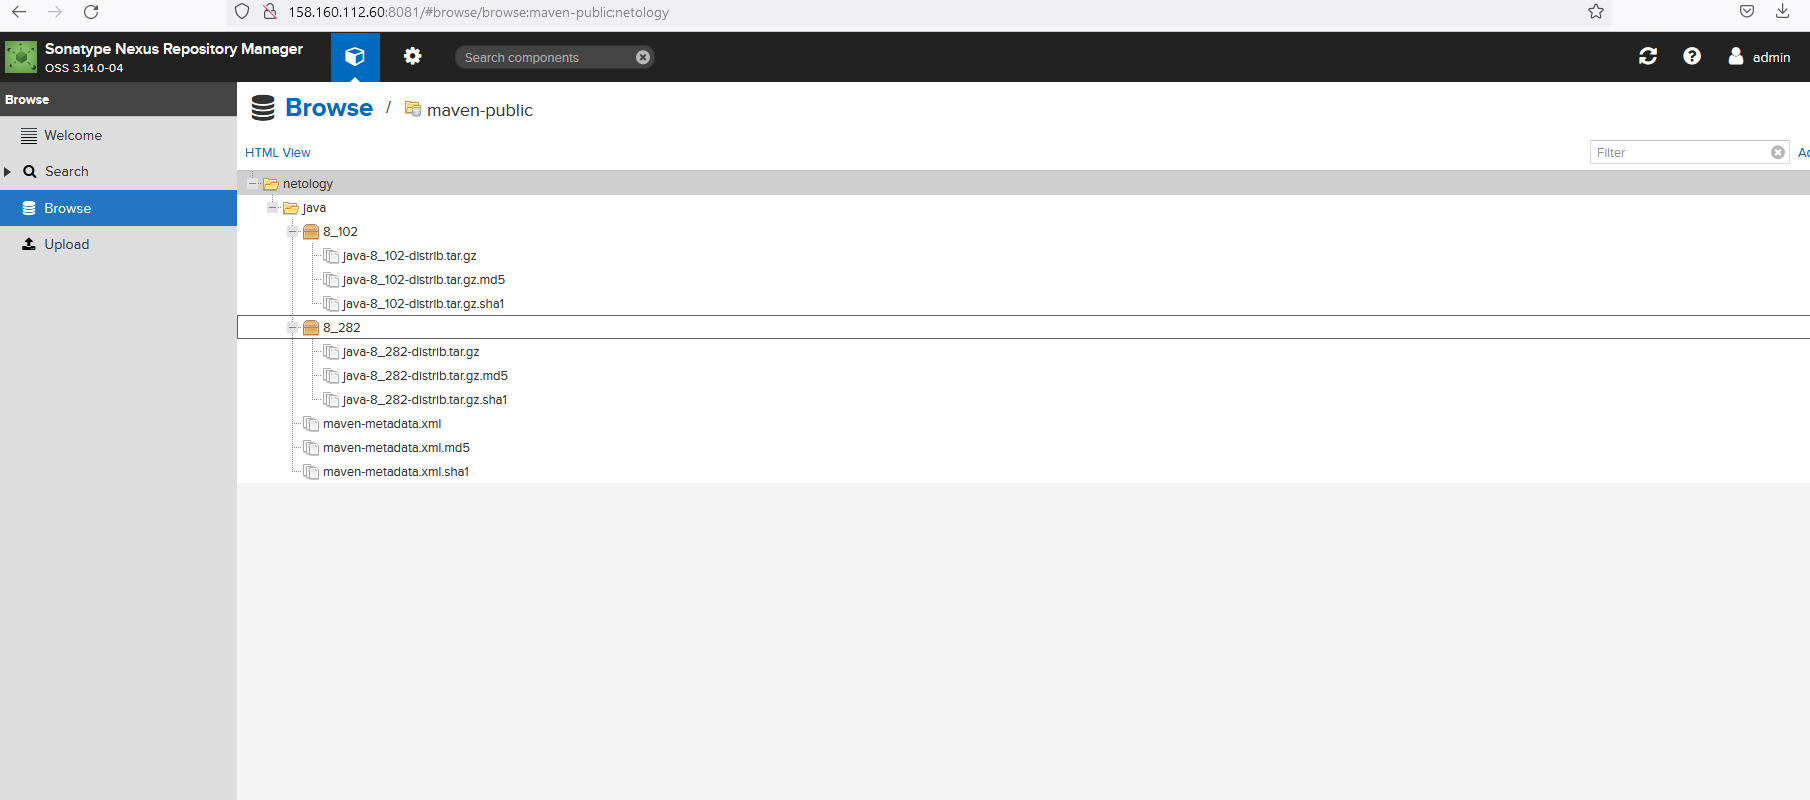 158.160.112.60:8081/#browse/browse:maven-public:netology
Sonatype Nexus Repository Manager
OSS 3.14.0-04
Search components
admin
Browse
Welcome
Search
Browse
Upload
Browse / maven-public
HTML View
Filter
netology
java
8_102
java-8_102-distrib.tar.gz
java-8_102-distrib.tar.gz.md5
java-8_102-distrib.tar.gz.sha1
8_282
java-8_282-distrib.tar.gz
java-8_282-distrib.tar.gz.md5
java-8_282-distrib.tar.gz.sha1
maven-metadata.xml
maven-metadata.xml.md5
maven-metadata.xml.sha1